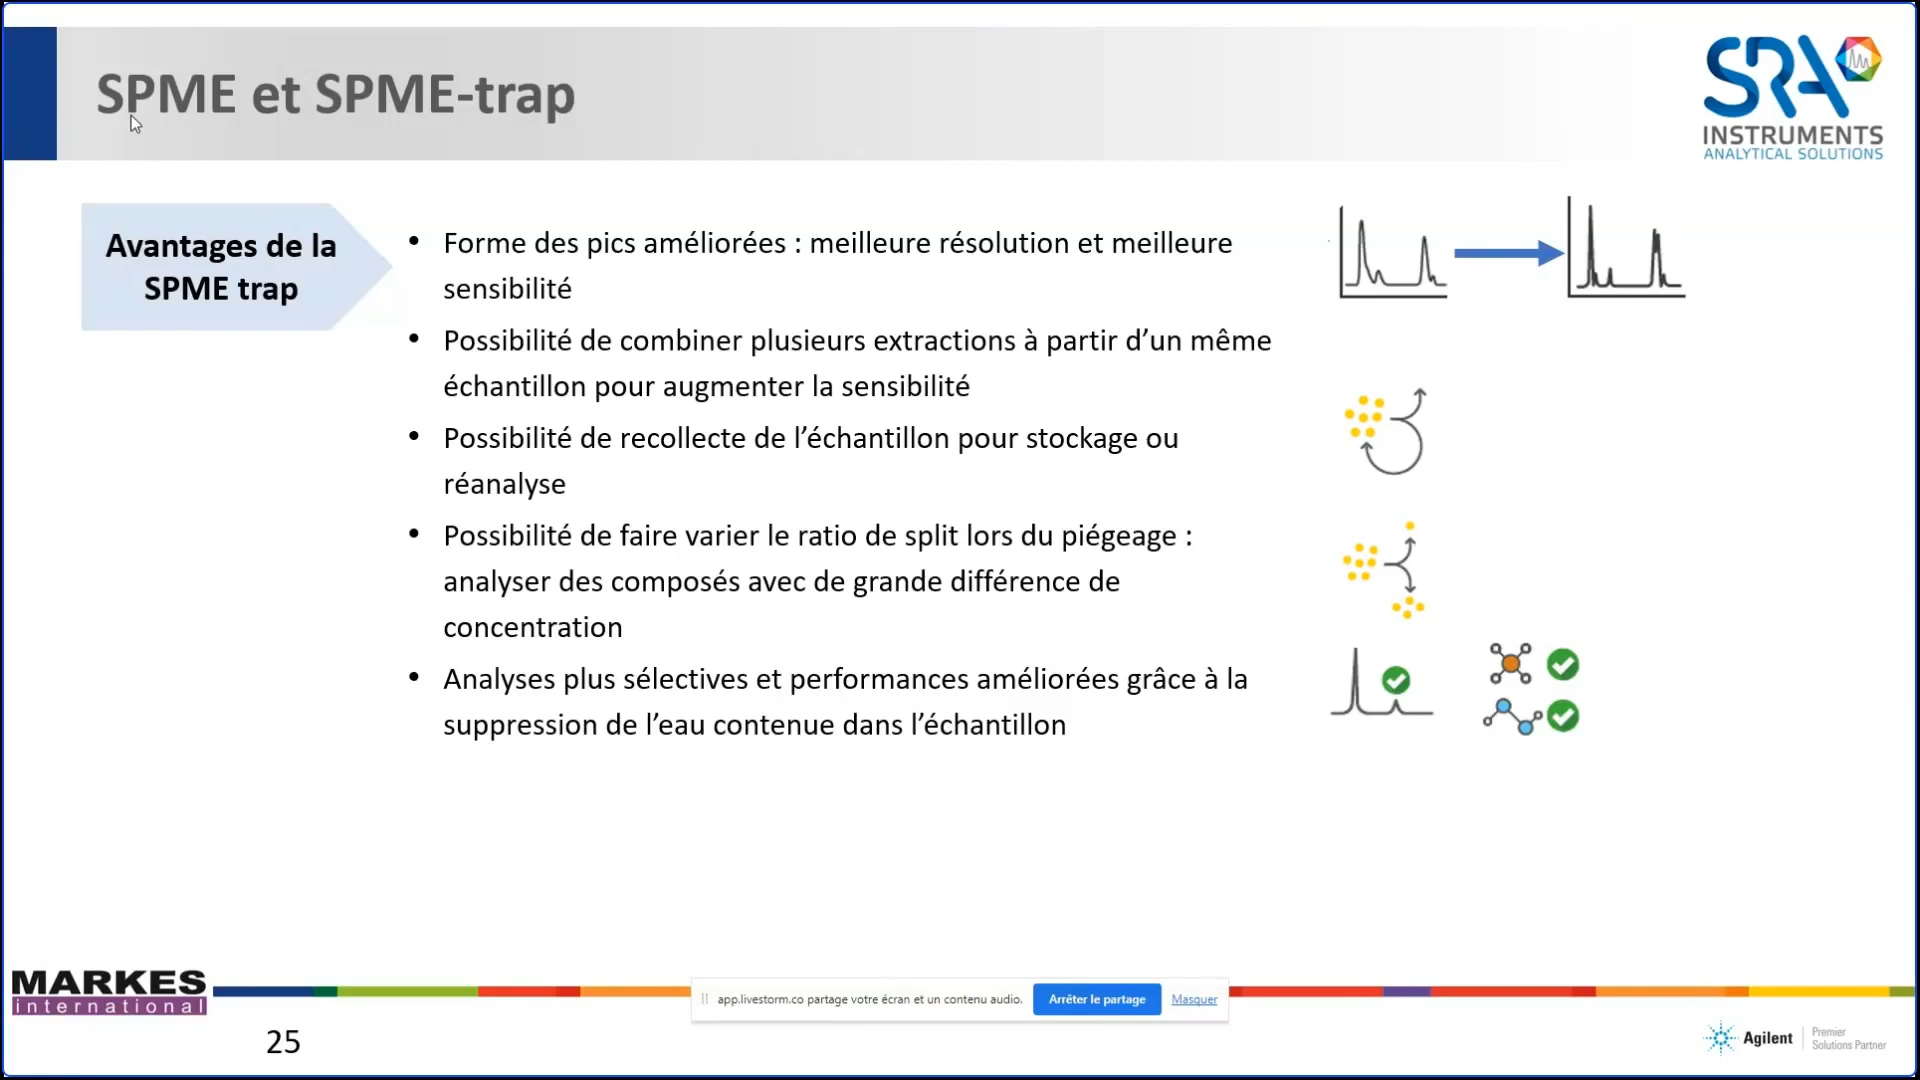 SPME et SPME-trap
SRA
INSTRUMENTS
ANALYTICAL SOLUTIONS
Avantages de la
SPME trap
• Forme des pics améliorées : meilleure résolution et meilleure
sensibilité
• Possibilité de combiner plusieurs extractions à partir d’un même
échantillon pour augmenter la sensibilité
• Possibilité de recollecte de l’échantillon pour stockage ou
réanalyse
• Possibilité de faire varier le ratio de split lors du piégeage :
analyser des composés avec de grande différence de
concentration
• Analyses plus sélectives et performances améliorées grâce à la
suppression de l’eau contenue dans l’échantillon
MARKES
international
app.livestorm.co partage votre écran et un contenu audio.
Arrêter le partage
Masquer
25
Agilent
Premier
Solutions Partner